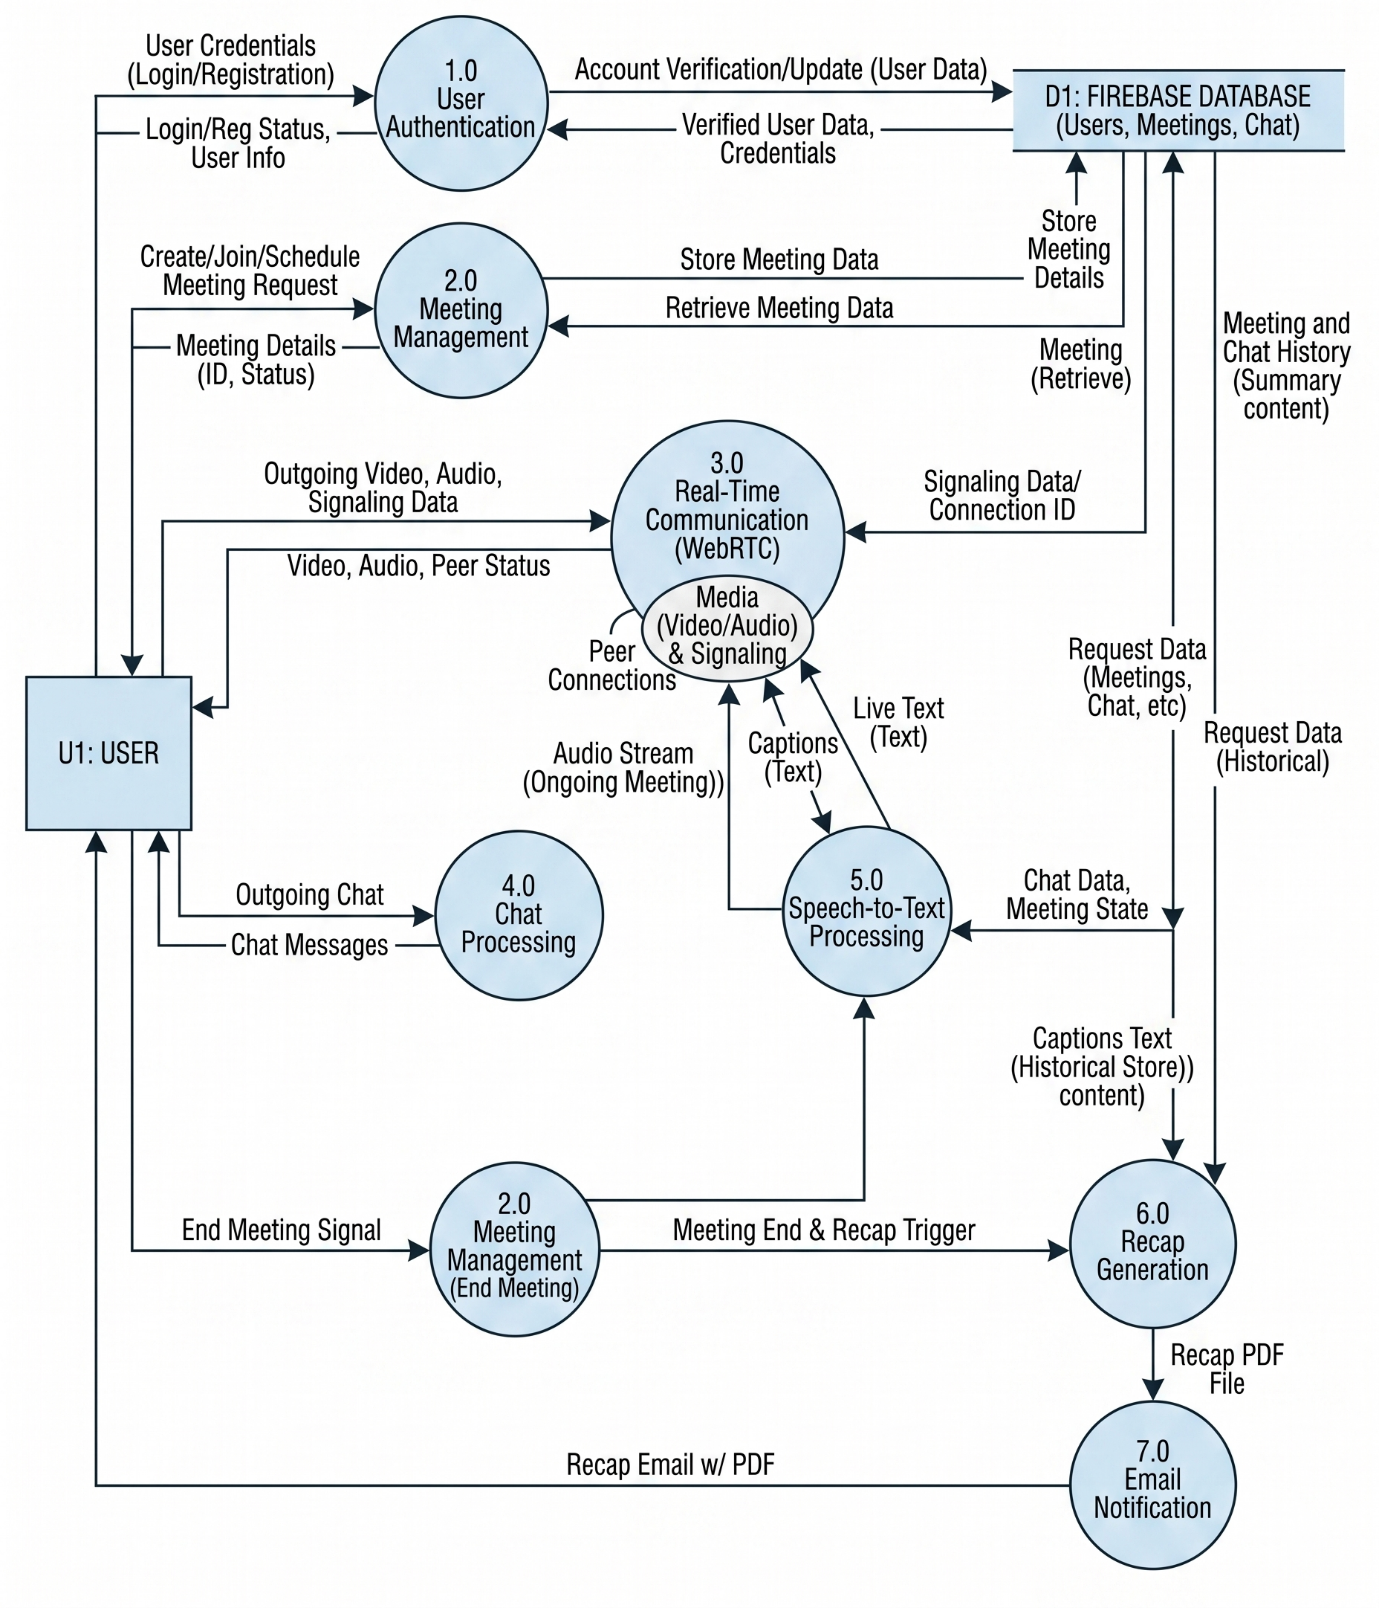 User Credentials
(Login/Registration)
1.0
User
Authentication
Account Verification/Update (User Data)
D1: FIREBASE DATABASE
(Users, Meetings, Chat)
Login/Reg Status,
User Info
Verified User Data,
Credentials
Create/Join/Schedule
Meeting Request
2.0
Meeting
Management
Store Meeting Data
Store
Meeting
Details
Retrieve Meeting Data
Meeting Details
(ID, Status)
Meeting
(Retrieve)
Meeting and
Chat History
(Summary
content)
Outgoing Video, Audio,
Signaling Data
3.0
Real-Time
Communication
(WebRTC)
Signaling Data/
Connection ID
Video, Audio, Peer Status
Media
(Video/Audio)
& Signaling
Peer
Connections
Request Data
(Meetings,
Chat, etc)
Request Data
(Historical)
U1: USER
Audio Stream
(Ongoing Meeting))
Captions
(Text)
Live Text
(Text)
Outgoing Chat
4.0
Chat
Processing
Chat Messages
5.0
Speech-to-Text
Processing
Chat Data,
Meeting State
Captions Text
(Historical Store))
content)
End Meeting Signal
2.0
Meeting
Management
(End Meeting)
Meeting End & Recap Trigger
6.0
Recap
Generation
Recap PDF
File
Recap Email w/ PDF
7.0
Email
Notification